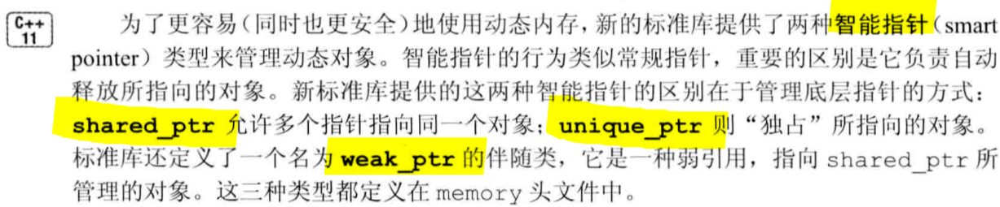 C++
11
为了更容易(同时也更安全)地使用动态内存,新的标准库提供了两种智能指针(smart
pointer)类型来管理动态对象。智能指针的行为类似常规指针,重要的区别是它负责自动
释放所指向的对象。新标准库提供的这两种智能指针的区别在于管理底层指针的方式:
shared_ptr 允许多个指针指向同一个对象;unique_ptr 则“独占”所指向的对象。
标准库还定义了一个名为 weak_ptr 的伴随类,它是一种弱引用,指向 shared_ptr 所
管理的对象。这三种类型都定义在 memory 头文件中。